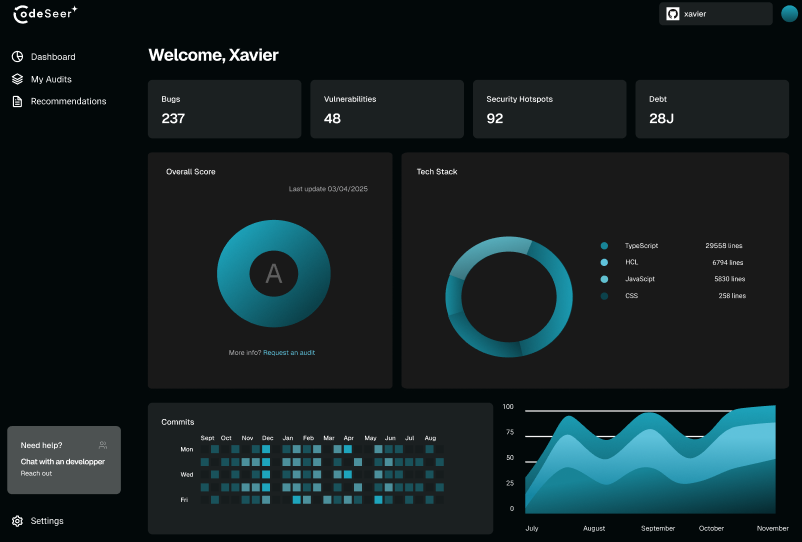 CodeSeer
xavier
Dashboard
My Audits
Recommendations
Welcome, Xavier
Bugs
237
Vulnerabilities
48
Security Hotspots
92
Debt
28J
Overall Score
Last update 03/04/2025
A
More info? Request an audit
Tech Stack
TypeScript 29558 lines
HCL 6794 lines
JavaScipt 5830 lines
CSS 258 lines
Commits
Sept Oct Nov Dec Jan Feb Mar Apr May Jun Jul Aug
Mon
Wed
Fri
100
75
50
25
0
July August September October November
Need help?
Chat with an developper
Reach out
Settings